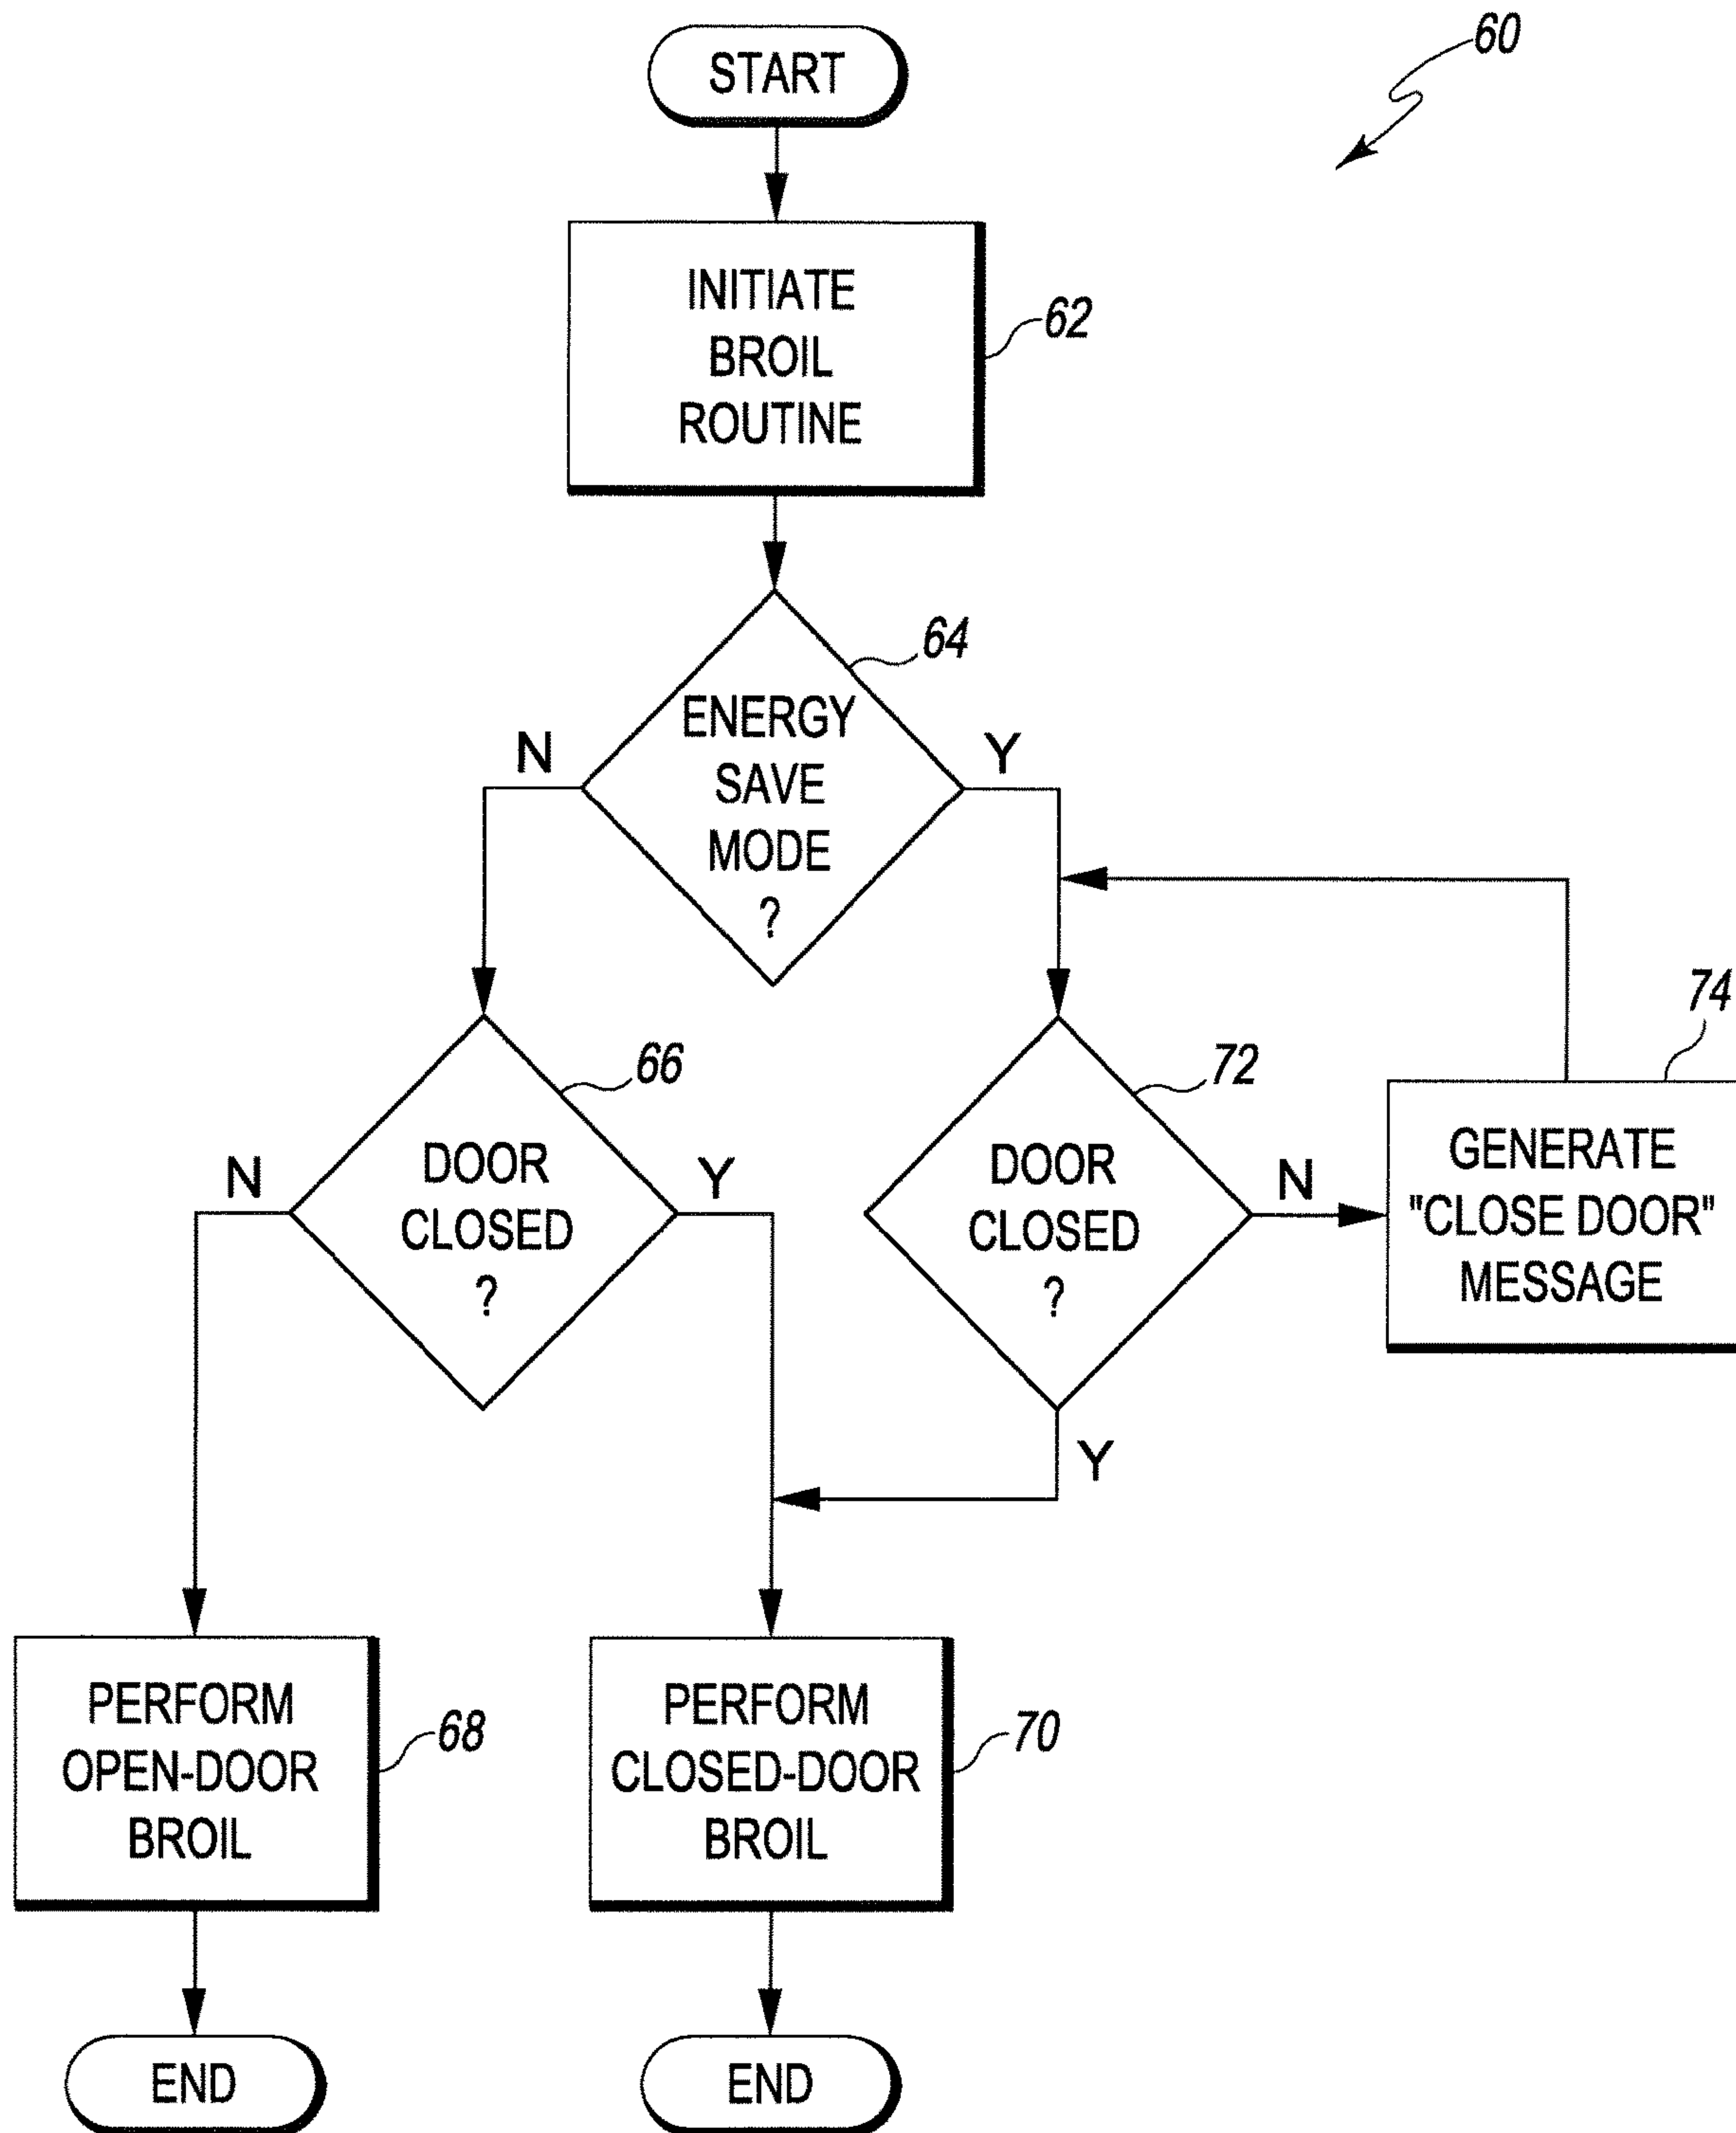 60
START
INITIATE
BROIL
ROUTINE
62
64
ENERGY
SAVE
MODE
?
N
Y
66
DOOR
CLOSED
?
N
Y
72
DOOR
CLOSED
?
N
Y
74
GENERATE
"CLOSE DOOR"
MESSAGE
PERFORM
OPEN-DOOR
BROIL
68
PERFORM
CLOSED-DOOR
BROIL
70
END
END